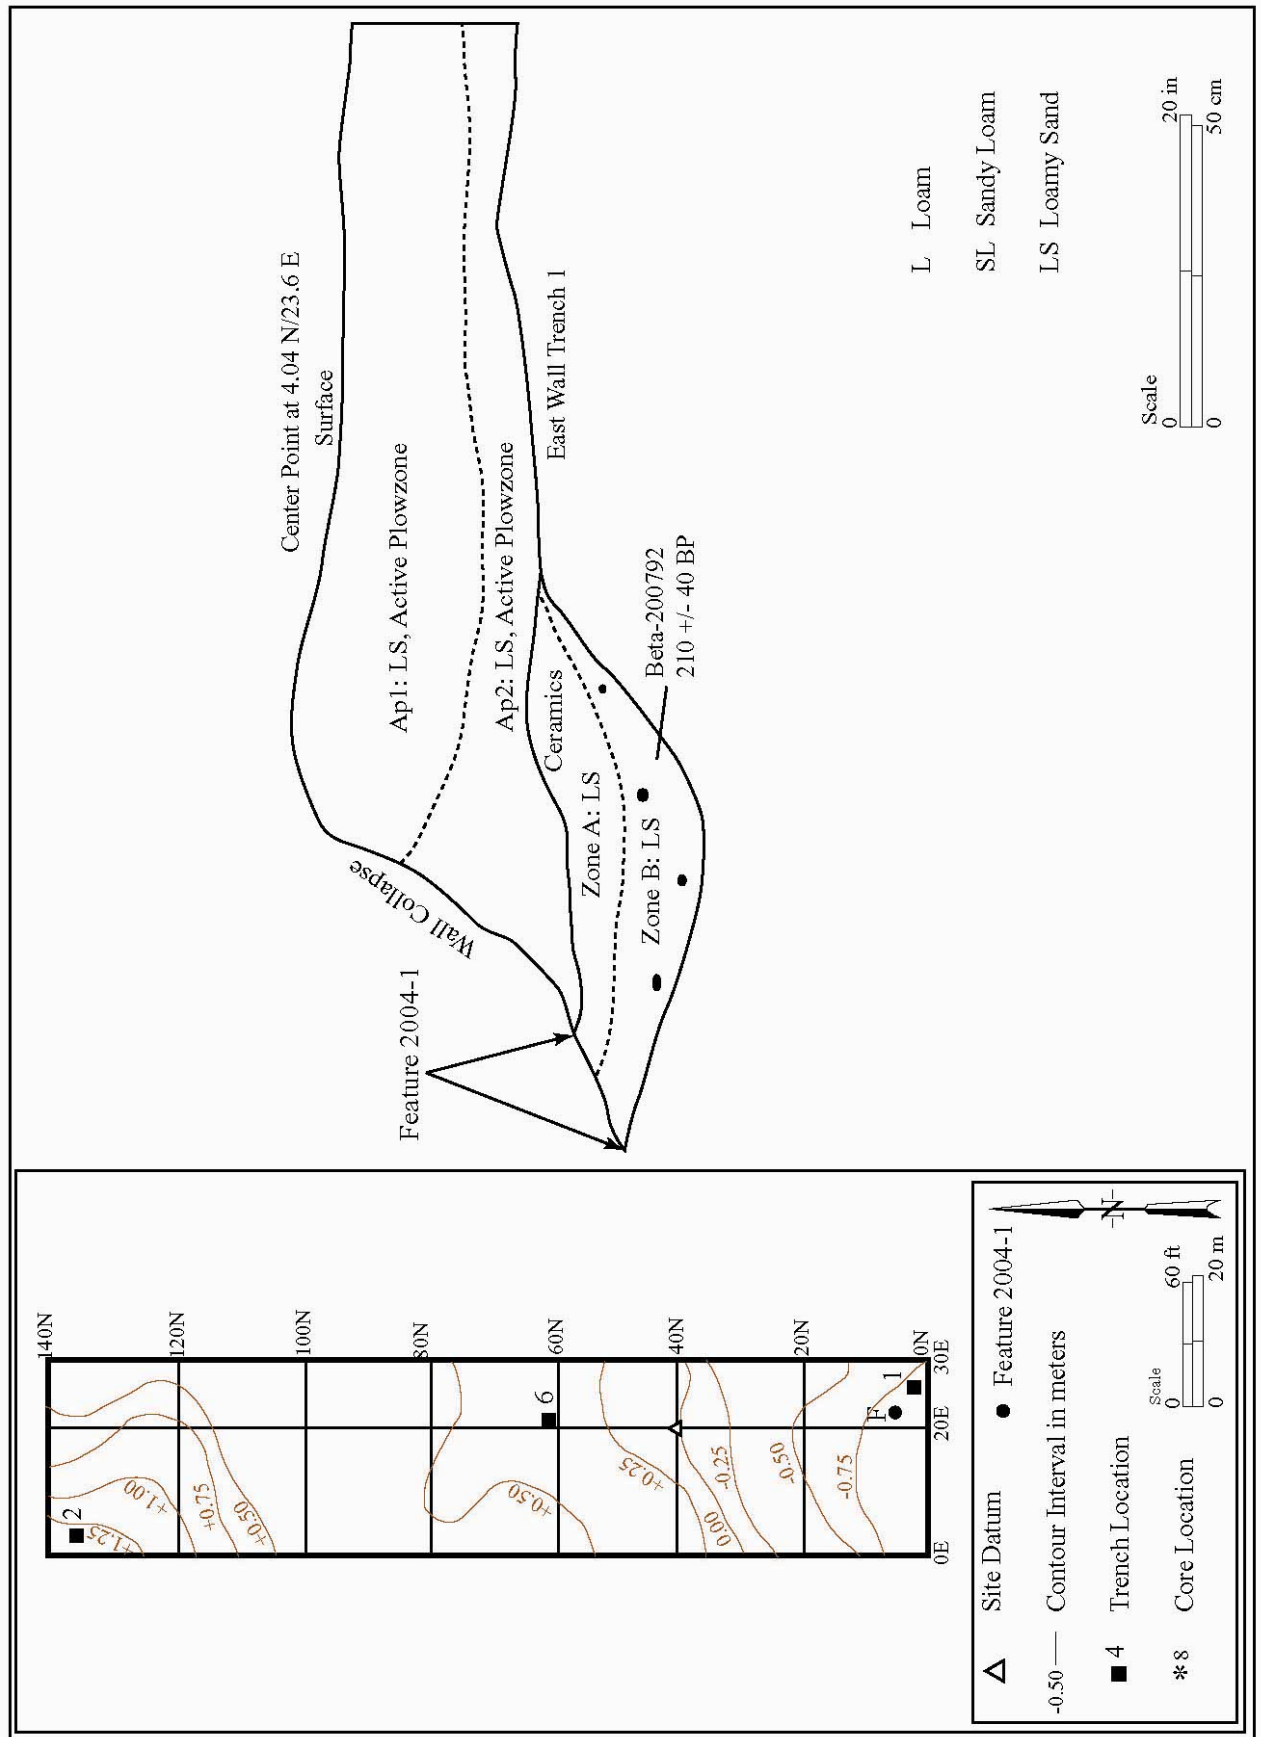 Center Point at 4.04 N/23.6 E
Surface
Ap1: LS, Active Plowzone
Ap2: LS, Active Plowzone
East Wall Trench 1
Wall Collapse
Feature 2004-1
Ceramics
Zone A: LS
Zone B: LS
Beta-200792
210 +/- 40 BP
L Loam
SL Sandy Loam
LS Loamy Sand
Scale
0 20 in
0 50 cm
140N
120N
100N
80N
60N
40N
20N
0N
0E
20E
30E
2
6
F
1
+1.25
+1.00
+0.75
+0.50
+0.50
+0.25
0.00
-0.25
-0.50
-0.75
Site Datum
Feature 2004-1
-0.50 Contour Interval in meters
4 Trench Location
*8 Core Location
Scale
0 60 ft
0 20 m
-N-